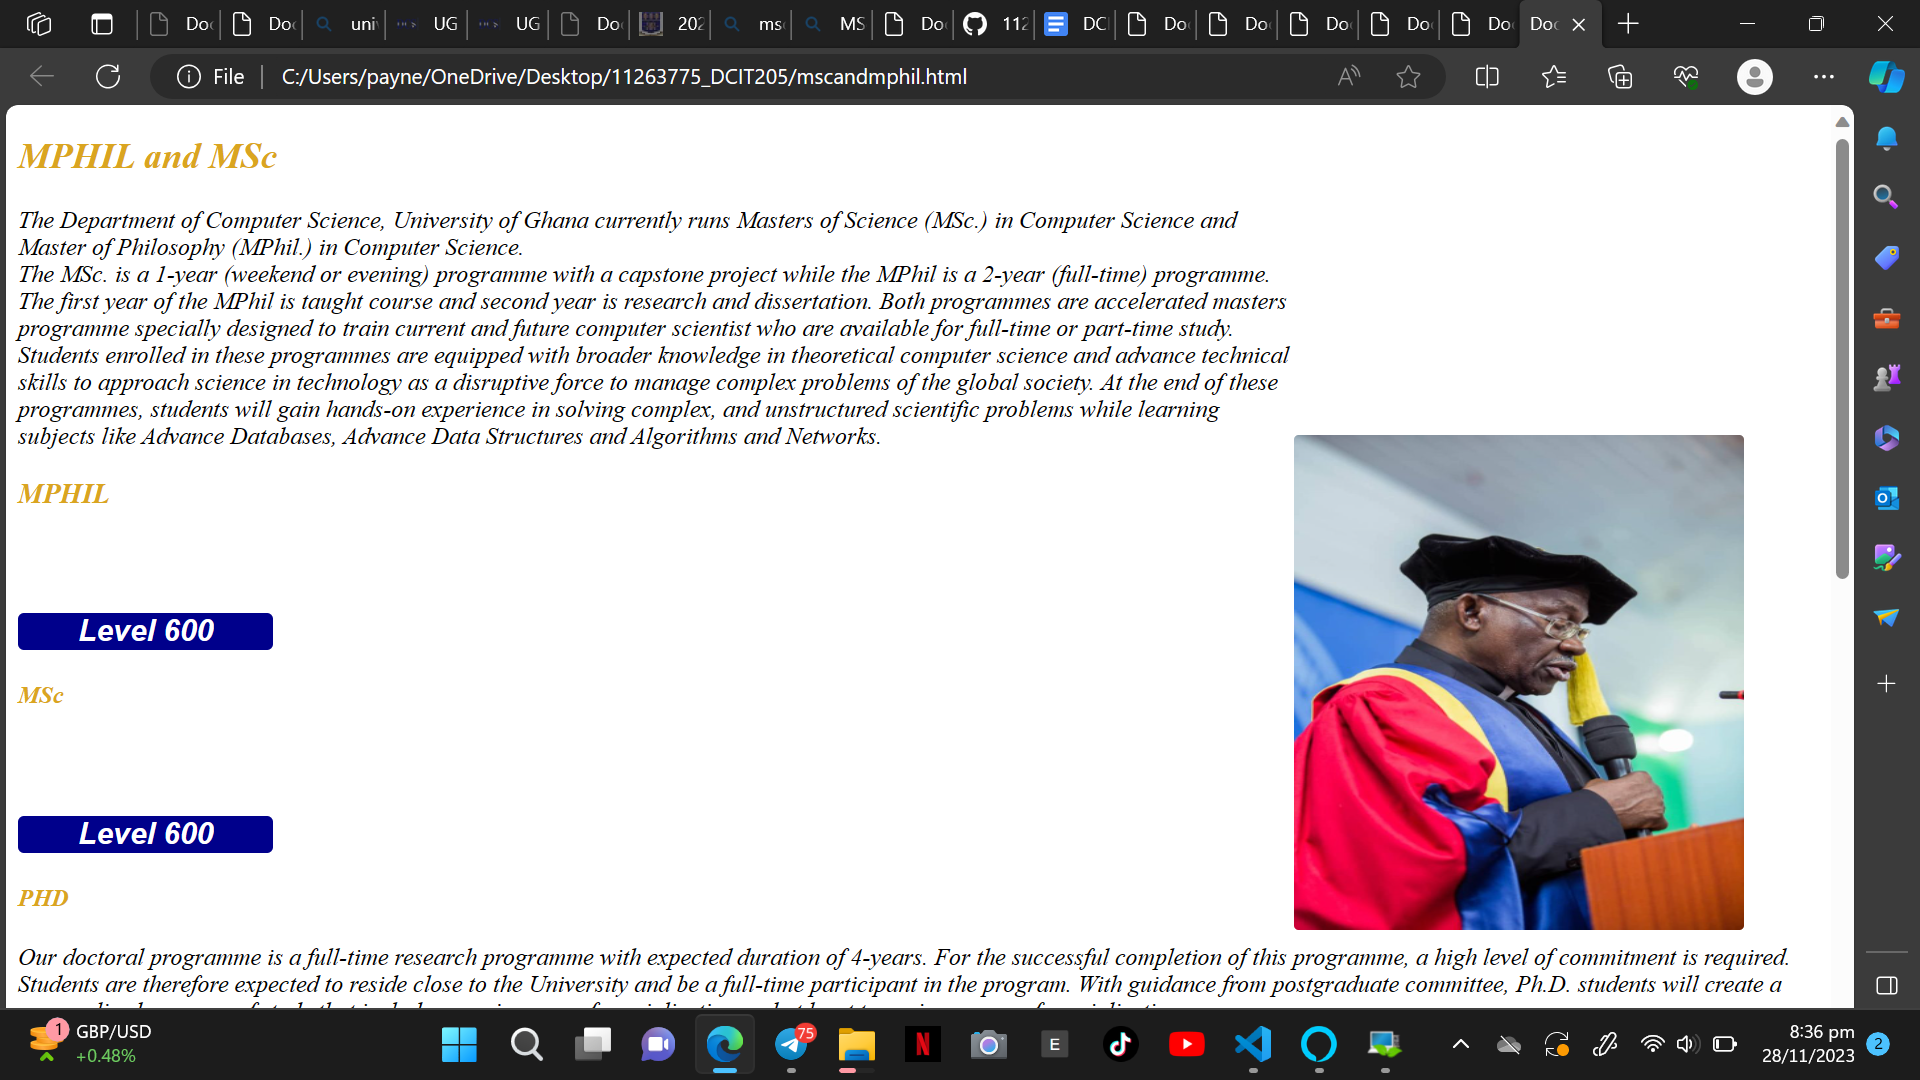 Do
Do
uni
UG
UG
Do
202
ms
MS
Do
112
DCI
Do
Do
Do
Do
Do
Do
File
C:/Users/payne/OneDrive/Desktop/11263775_DCIT205/mscandmphil.html
MPHIL and MSc
The Department of Computer Science, University of Ghana currently runs Masters of Science (MSc.) in Computer Science and
Master of Philosophy (MPhil.) in Computer Science.
The MSc. is a 1-year (weekend or evening) programme with a capstone project while the MPhil is a 2-year (full-time) programme.
The first year of the MPhil is taught course and second year is research and dissertation. Both programmes are accelerated masters
programme specially designed to train current and future computer scientist who are available for full-time or part-time study.
Students enrolled in these programmes are equipped with broader knowledge in theoretical computer science and advance technical
skills to approach science in technology as a disruptive force to manage complex problems of the global society. At the end of these
programmes, students will gain hands-on experience in solving complex, and unstructured scientific problems while learning
subjects like Advance Databases, Advance Data Structures and Algorithms and Networks.
MPHIL
Level 600
MSc
Level 600
PHD
Our doctoral programme is a full-time research programme with expected duration of 4-years. For the successful completion of this programme, a high level of commitment is required.
Students are therefore expected to reside close to the University and be a full-time participant in the program. With guidance from postgraduate committee, Ph.D. students will create a
1
GBP/USD
+0.48%
75
E
8:36 pm
28/11/2023
2